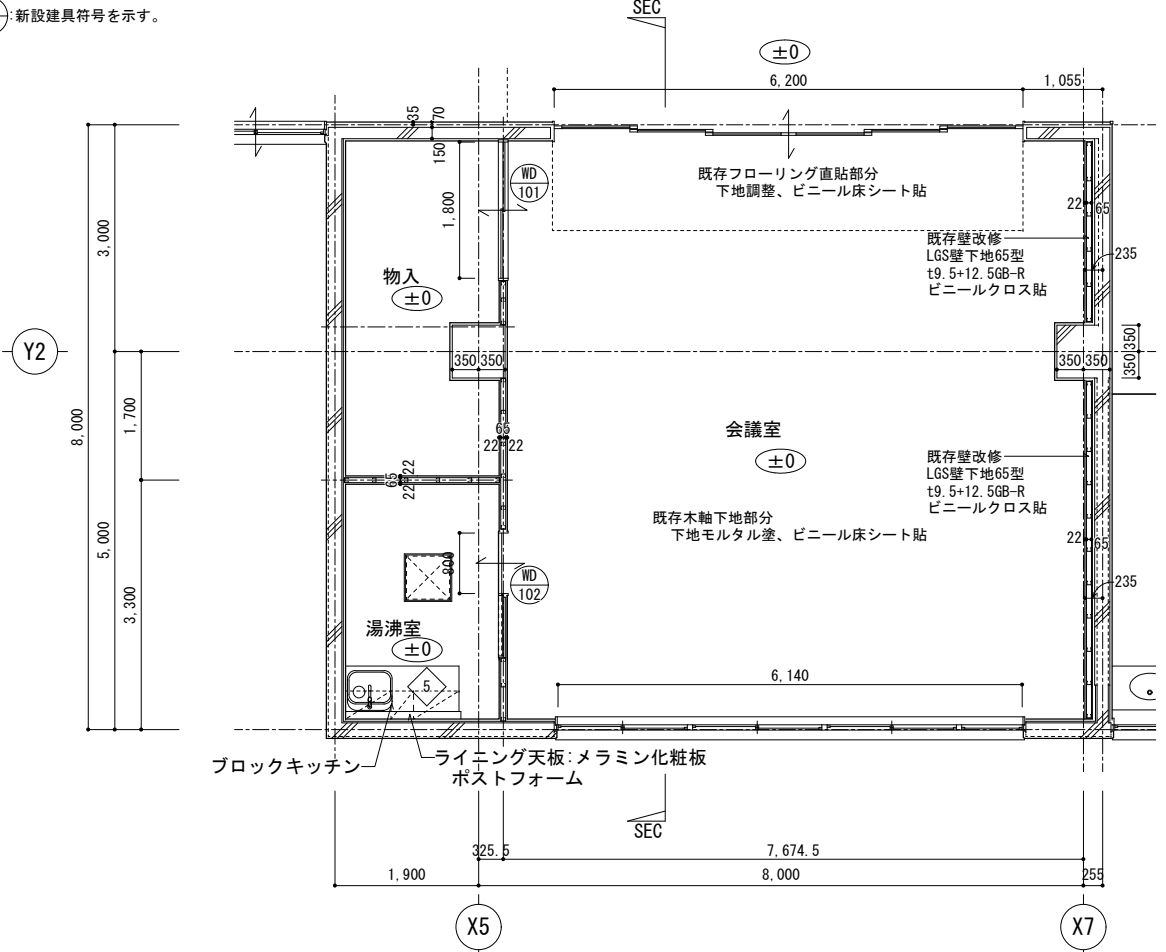 :新設建具符号を示す。
SEC
±0
6,200
1,055
35
70
150
WD
101
既存フローリング直貼部分
下地調整、ビニール床シート貼
1,800
22
65
既存壁改修
LGS壁下地65型
t9.5+12.5GB-R
ビニールクロス貼
235
3,000
物入
±0
Y2
350
350
350
350
350
350
8,000
1,700
会議室
±0
65
22
22
既存壁改修
LGS壁下地65型
t9.5+12.5GB-R
ビニールクロス貼
22
65
22
既存木軸下地部分
下地モルタル塗、ビニール床シート貼
22
65
5,000
800
WD
102
235
3,300
湯沸室
±0
5
6,140
ブロックキッチン
ライニング天板:メラミン化粧板
ポストフォーム
SEC
325.5
7,674.5
1,900
8,000
255
X5
X7